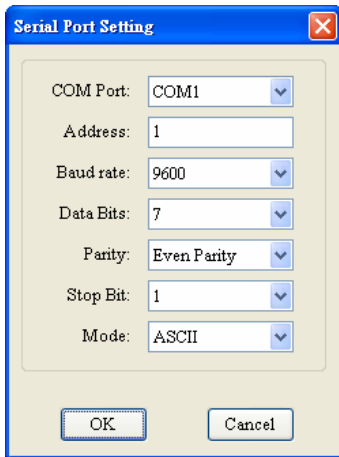 Serial Port Setting
COM Port: COM1
Address: 1
Baud rate: 9600
Data Bits: 7
Parity: Even Parity
Stop Bit: 1
Mode: ASCII
OK Cancel